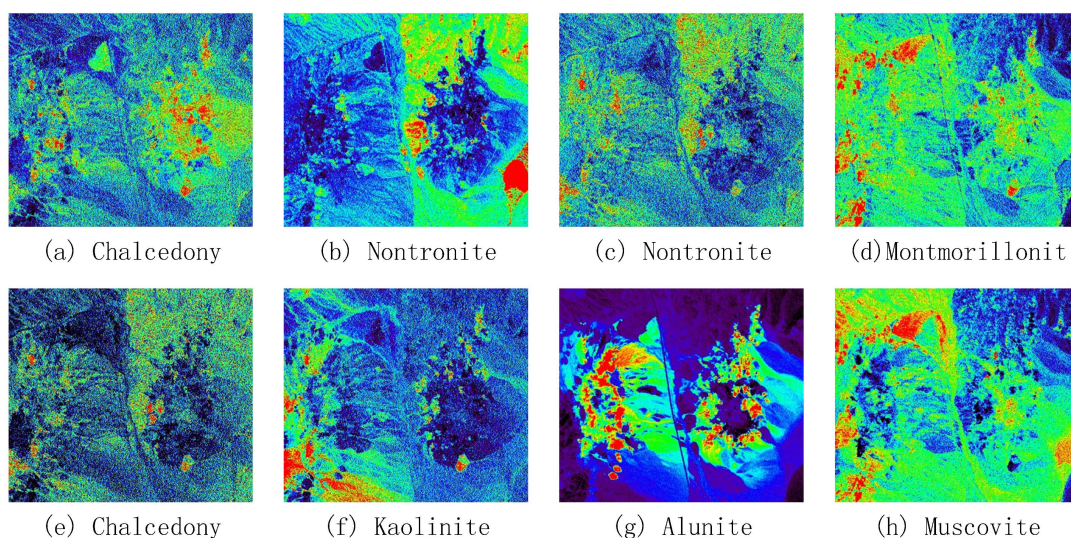 (a) Chalcedony
(b) Nontronite
(c) Nontronite
(d)Montmorillonit
(e) Chalcedony
(f) Kaolinite
(g) Alunite
(h) Muscovite